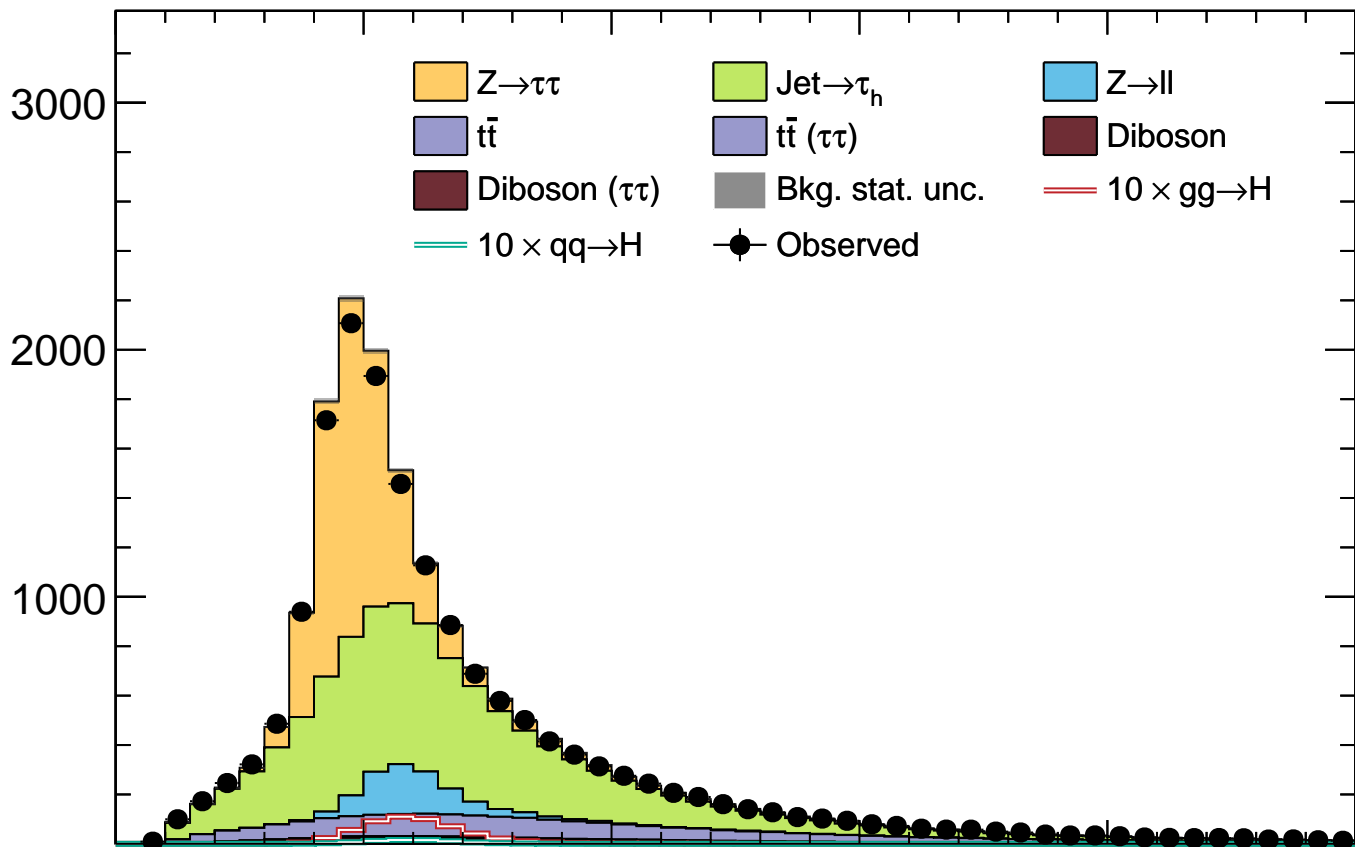 3000
2000
1000
Z→ττ
Jet→τₕ
Z→ll
tt̄
tt̄ (ττ)
Diboson
Diboson (ττ)
Bkg. stat. unc.
10 × gg→H
10 × qq→H
Observed